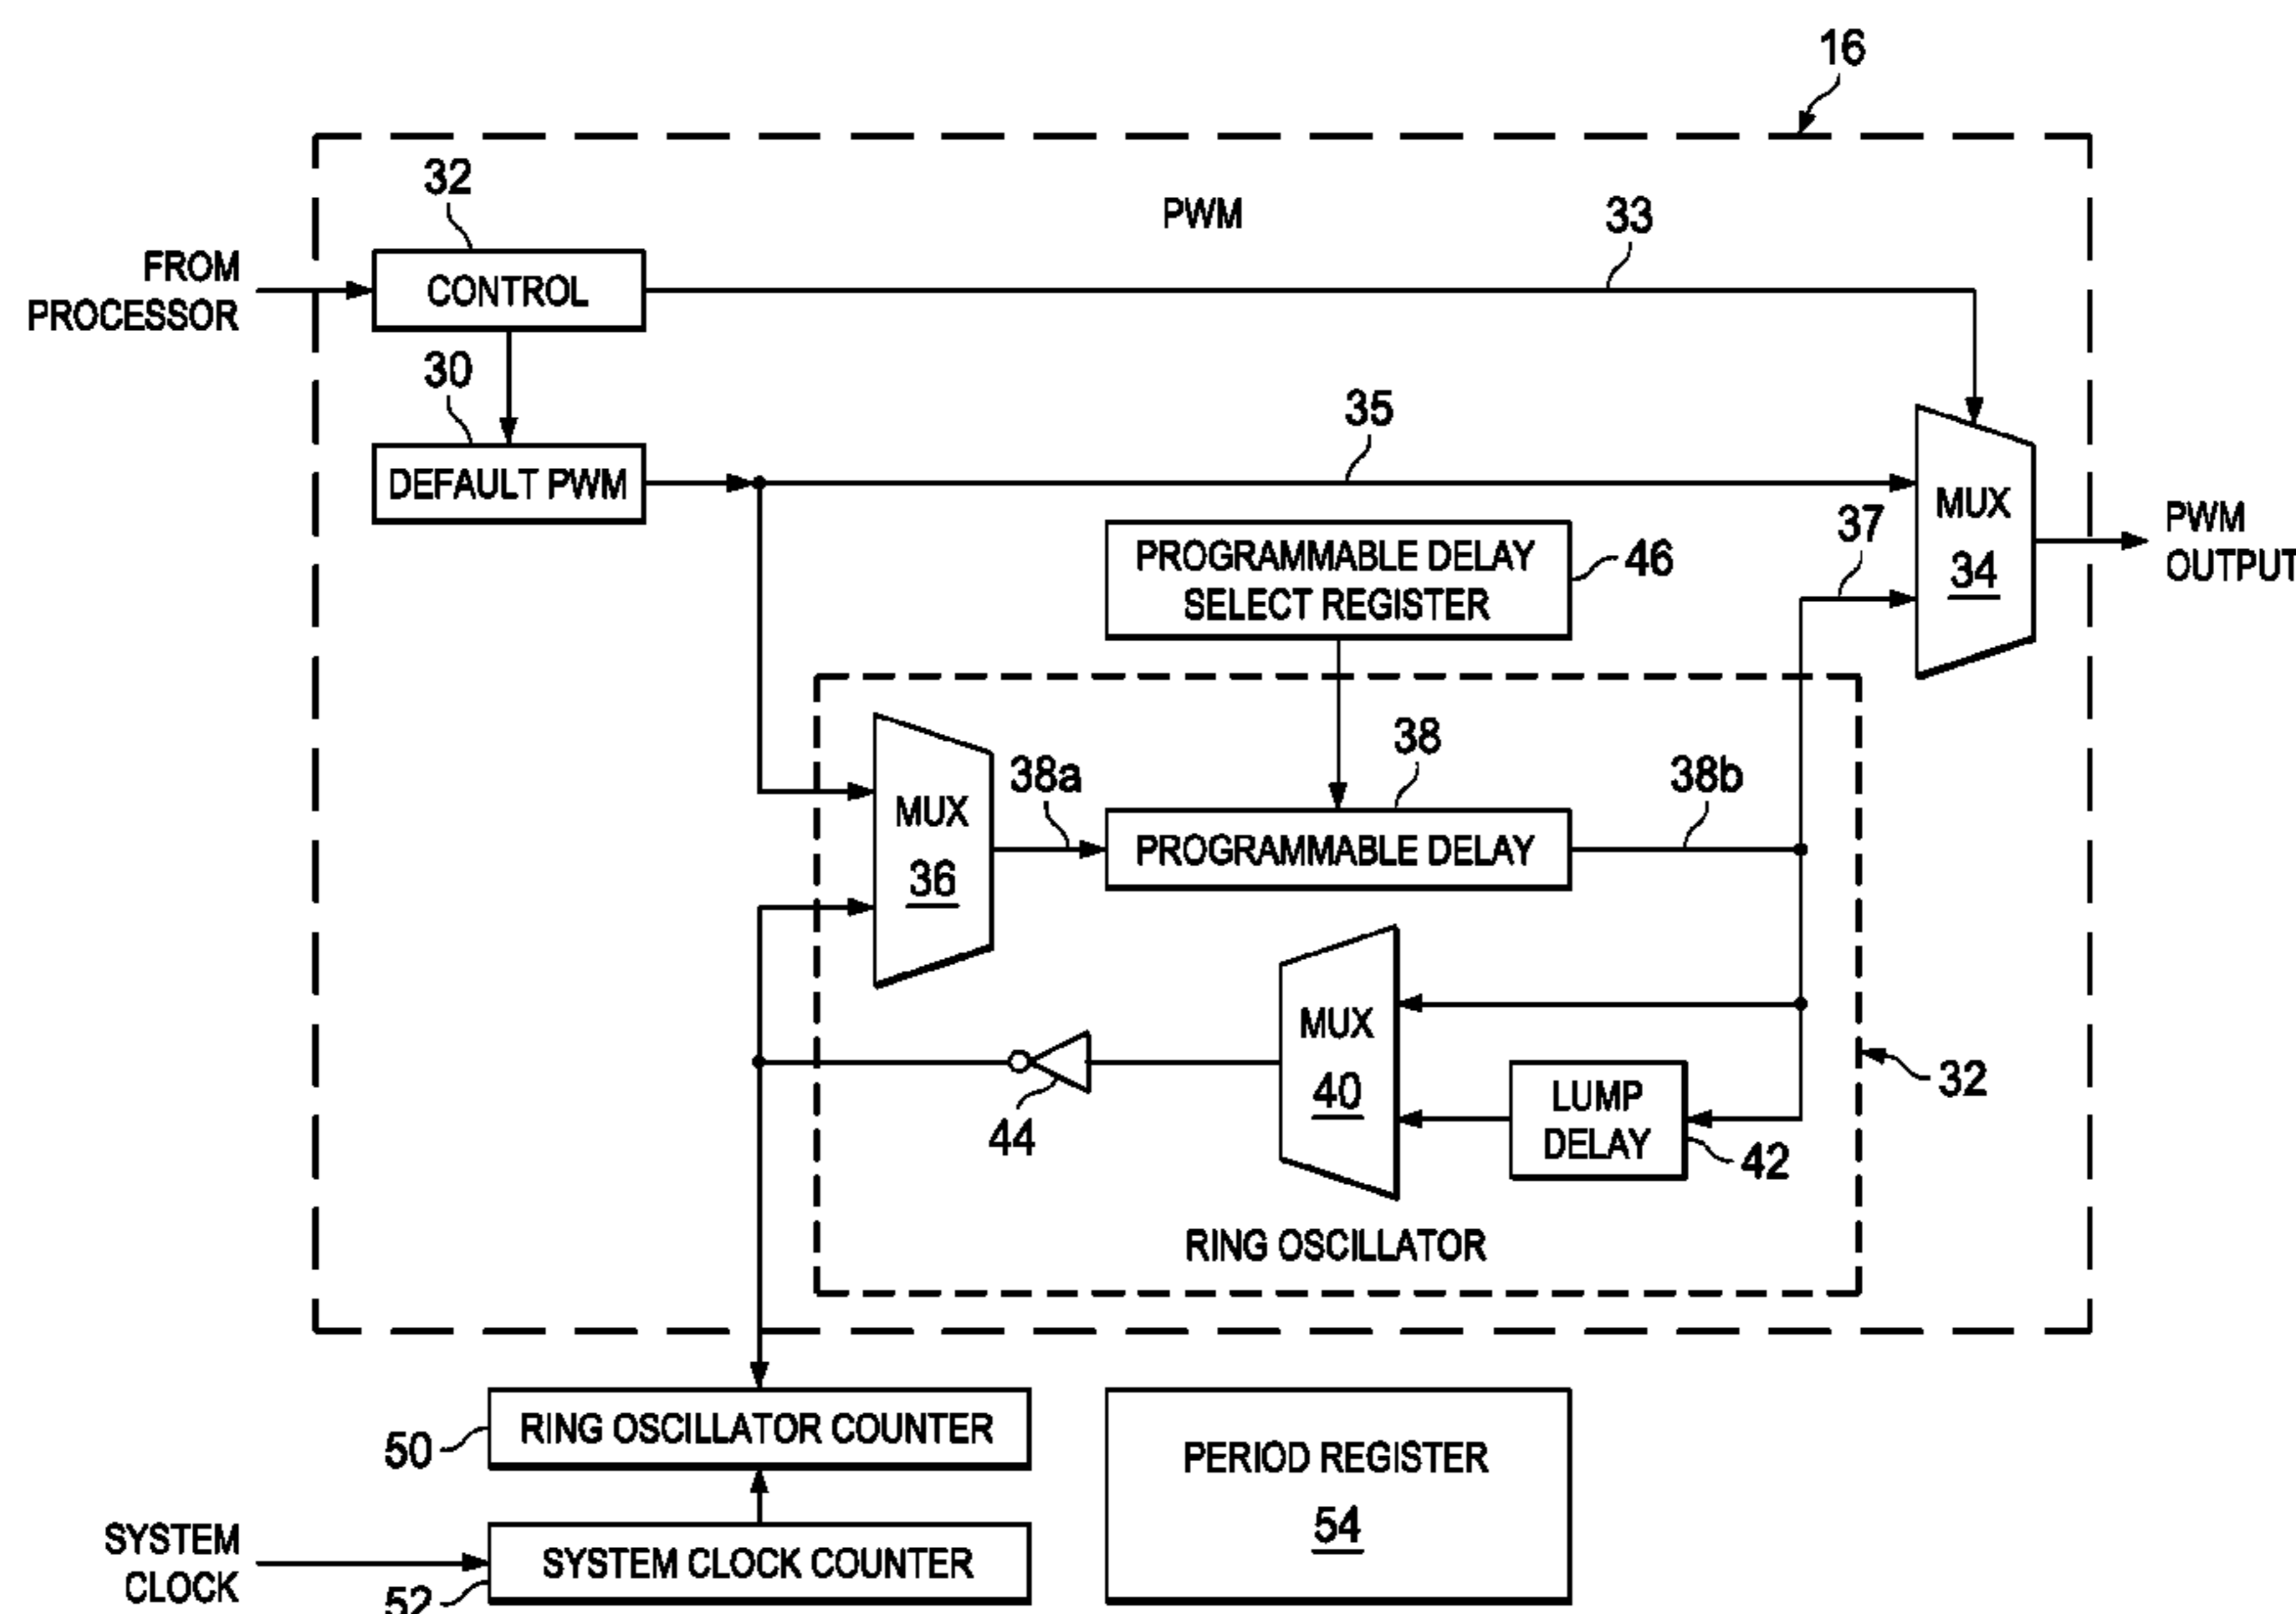 16
32
PWM
33
FROM
PROCESSOR
CONTROL
30
35
DEFAULT PWM
37
MUX
34
PWM
OUTPUT
PROGRAMMABLE DELAY
SELECT REGISTER
46
38
38a
38b
MUX
36
PROGRAMMABLE DELAY
MUX
40
44
LUMP
DELAY
42
32
RING OSCILLATOR
50
RING OSCILLATOR COUNTER
PERIOD REGISTER
54
SYSTEM
CLOCK
SYSTEM CLOCK COUNTER
52